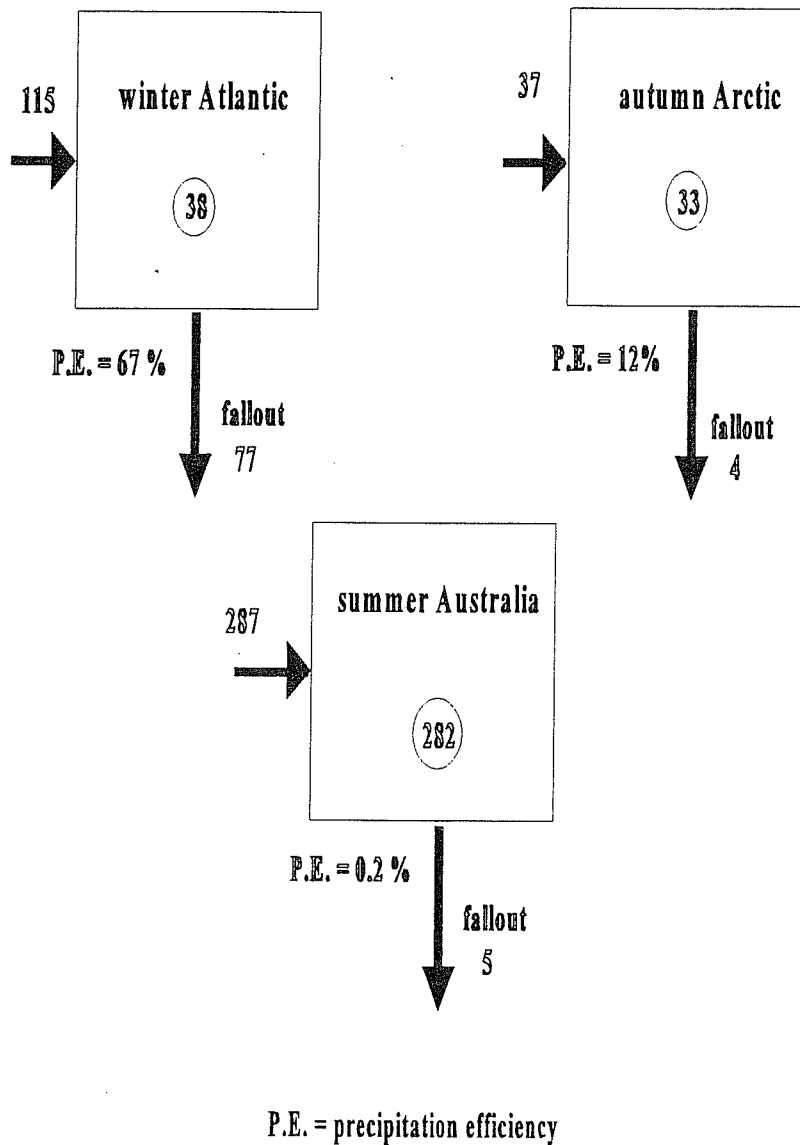 115
winter Atlantic
38
P.E. = 67 %
fallout
77
37
autumn Arctic
33
P.E. = 12%
fallout
4
287
summer Australia
282
P.E. = 0.2 %
fallout
5
P.E. = precipitation efficiency